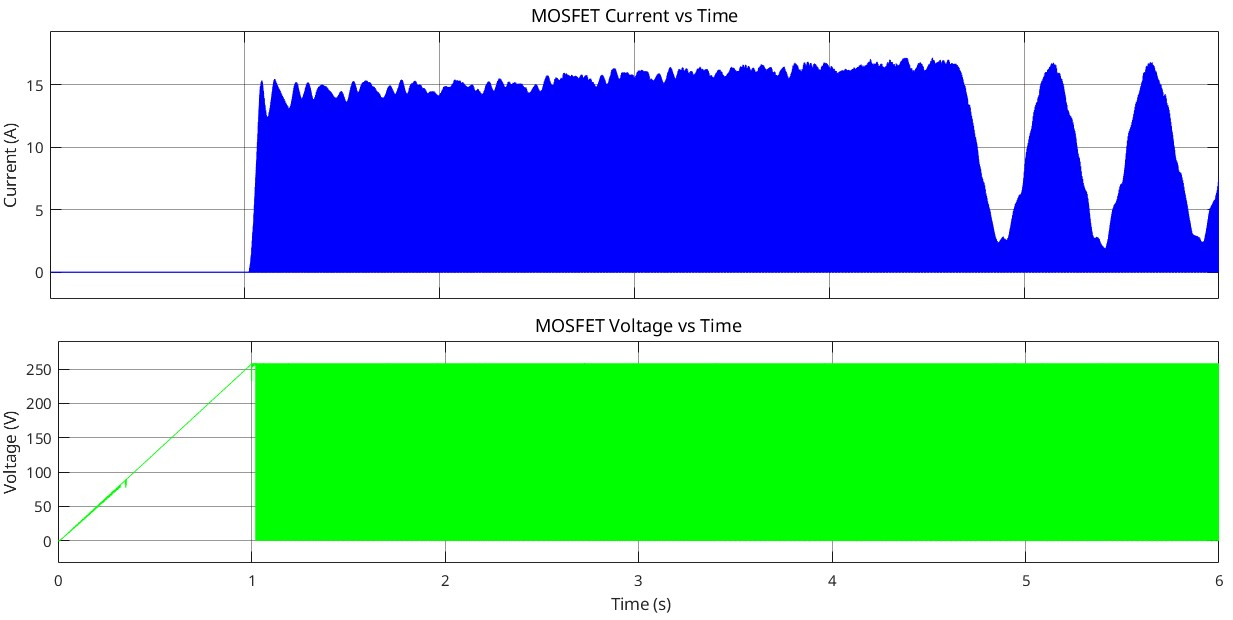 MOSFET Current vs Time
15
10
5
0
Current (A)
MOSFET Voltage vs Time
250
200
150
100
50
0
Voltage (V)
0 1 2 3 4 5 6
Time (s)